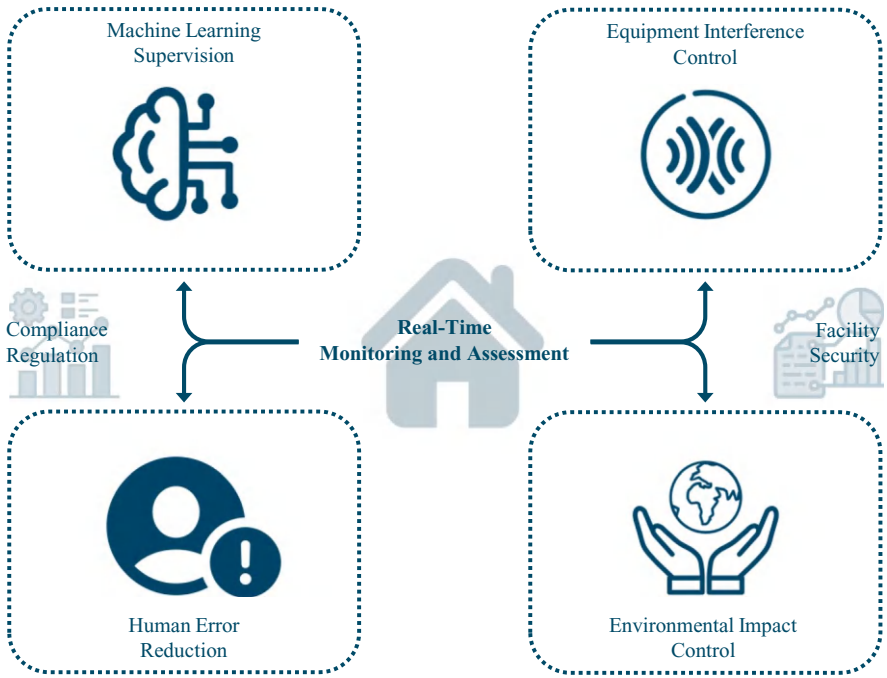 Machine Learning
Supervision
Equipment Interference
Control
Compliance
Regulation
Real-Time
Monitoring and Assessment
Facility
Security
Human Error
Reduction
Environmental Impact
Control